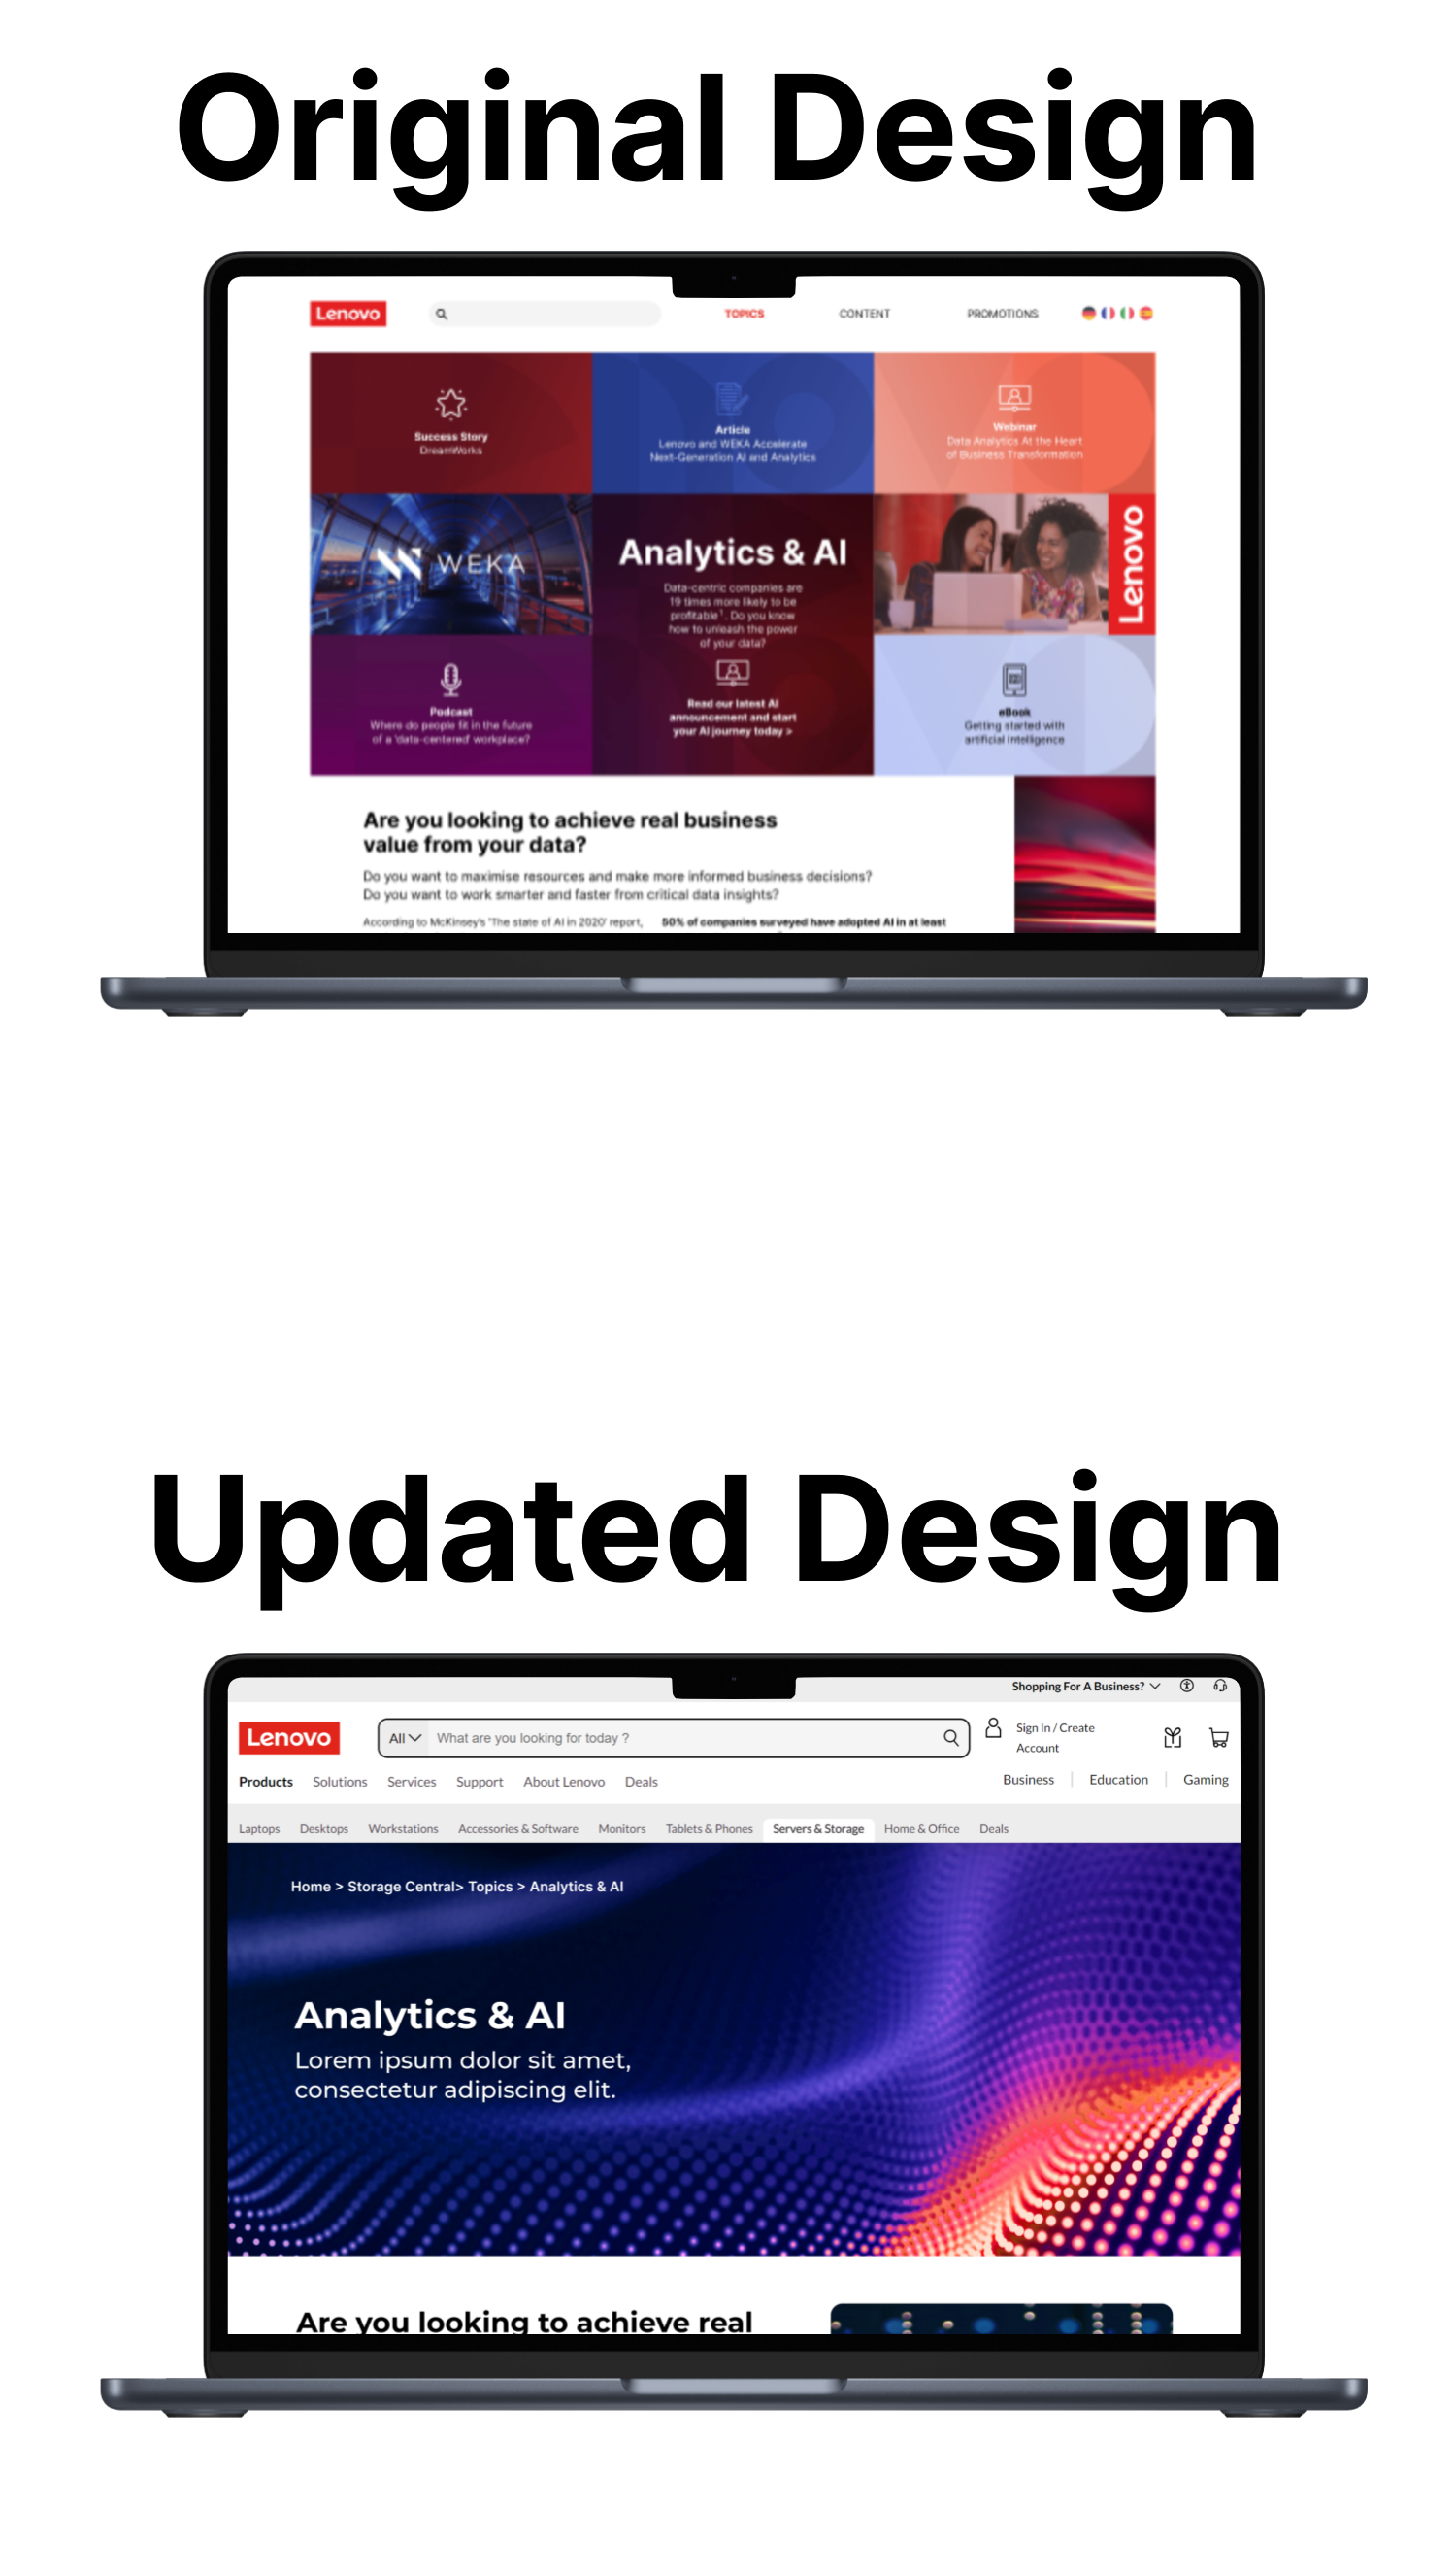 Original Design
Lenovo
TOPICS
CONTENT
PROMOTIONS
Success Story
DreamWorks
Article
Lenovo and WEKA Accelerate
Next-Generation AI and Analytics
Webinar
Data Analytics At the Heart
of Business Transformation
WEKA
Analytics & AI
Data-centric companies are
19 times more likely to be
profitable¹. Do you know
how to unleash the power
of your data?
Lenovo
Podcast
Where do people fit in the future
of a 'data-centered' workplace?
Read our latest AI
announcement and start
your AI journey today >
eBook
Getting started with
artificial intelligence
Are you looking to achieve real business
value from your data?
Do you want to maximise resources and make more informed business decisions?
Do you want to work smarter and faster from critical data insights?
According to McKinsey's 'The state of AI in 2020' report,
50% of companies surveyed have adopted AI in at least
Updated Design
Shopping For A Business?
Lenovo
All
What are you looking for today ?
Sign In / Create
Account
Products
Solutions
Services
Support
About Lenovo
Deals
Business
Education
Gaming
Laptops
Desktops
Workstations
Accessories & Software
Monitors
Tablets & Phones
Servers & Storage
Home & Office
Deals
Home > Storage Central> Topics > Analytics & AI
Analytics & AI
Lorem ipsum dolor sit amet,
consectetur adipiscing elit.
Are you looking to achieve real